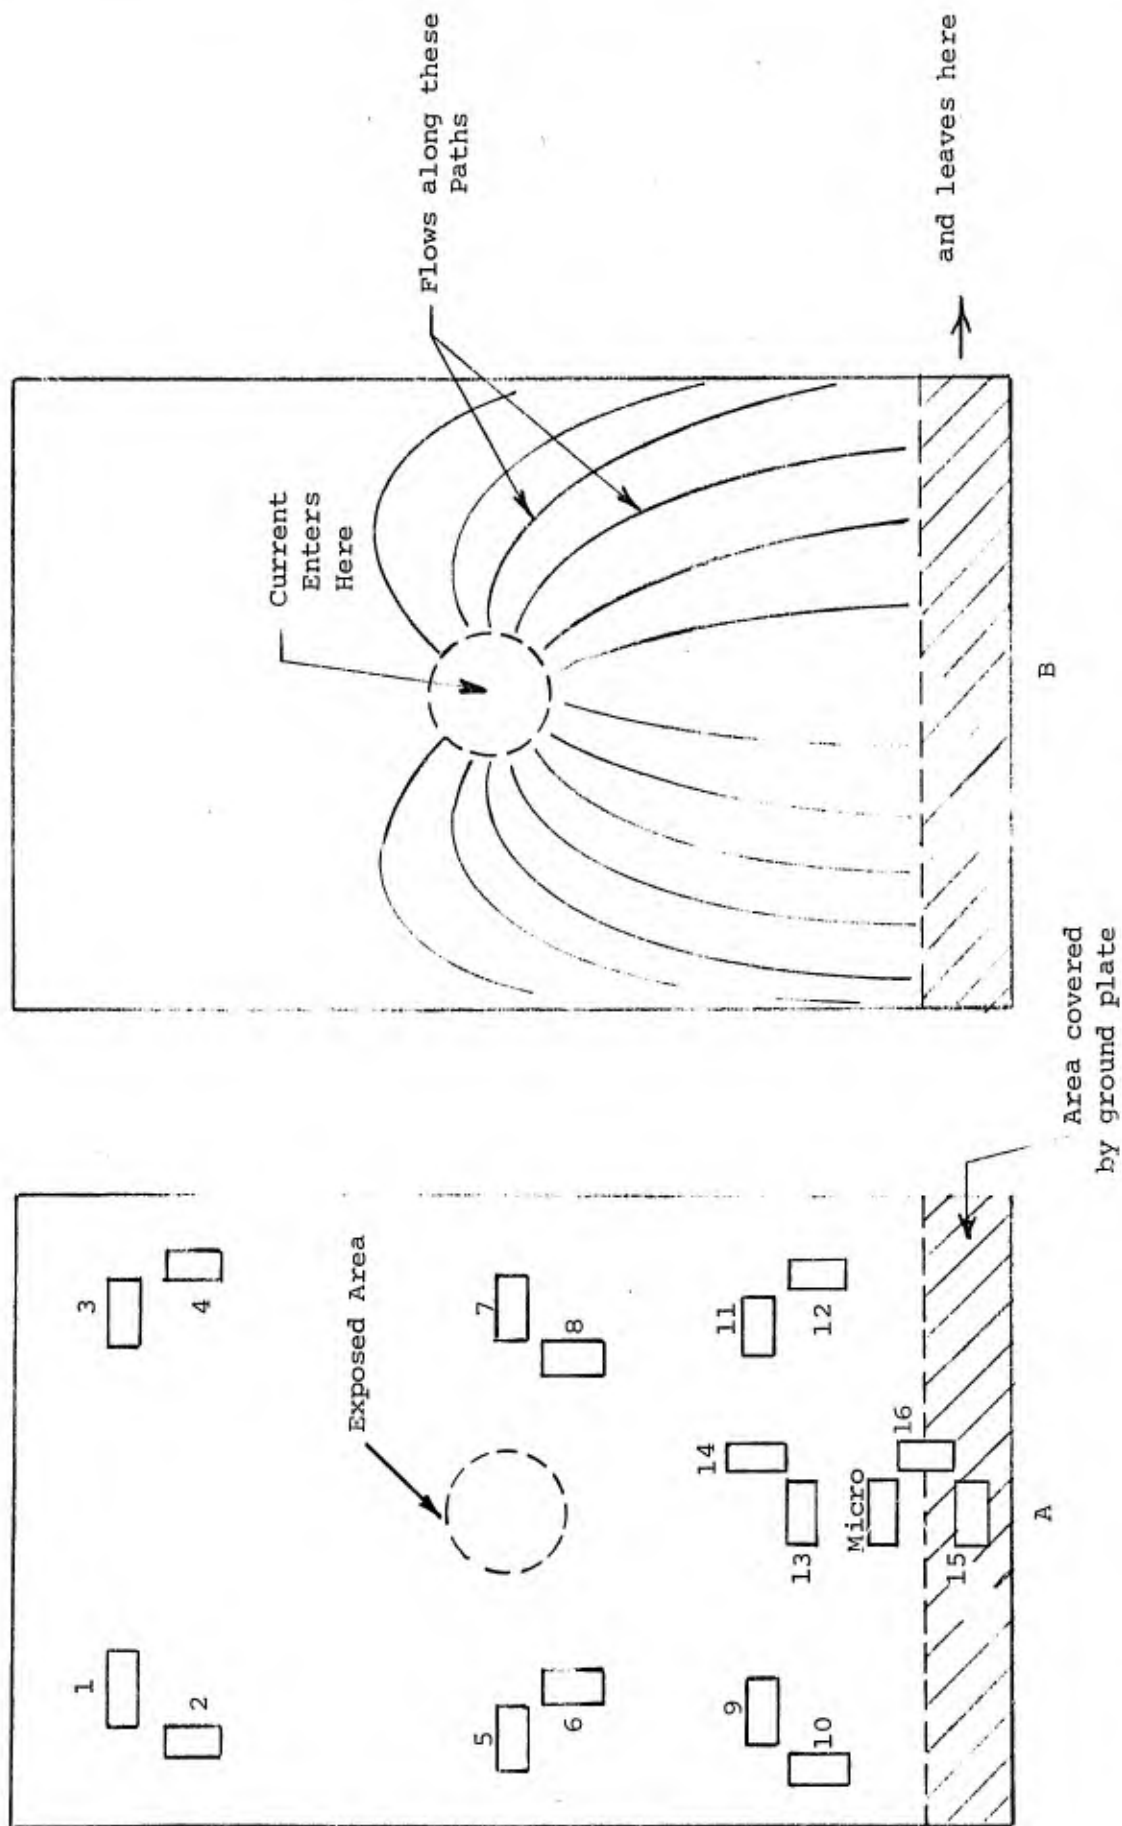 1
2
3
4
Exposed Area
5
6
7
8
9
10
11
12
13
14
Micro
15
16
A
Area covered
by ground plate
Current
Enters
Here
Flows along these
Paths
and leaves here
B